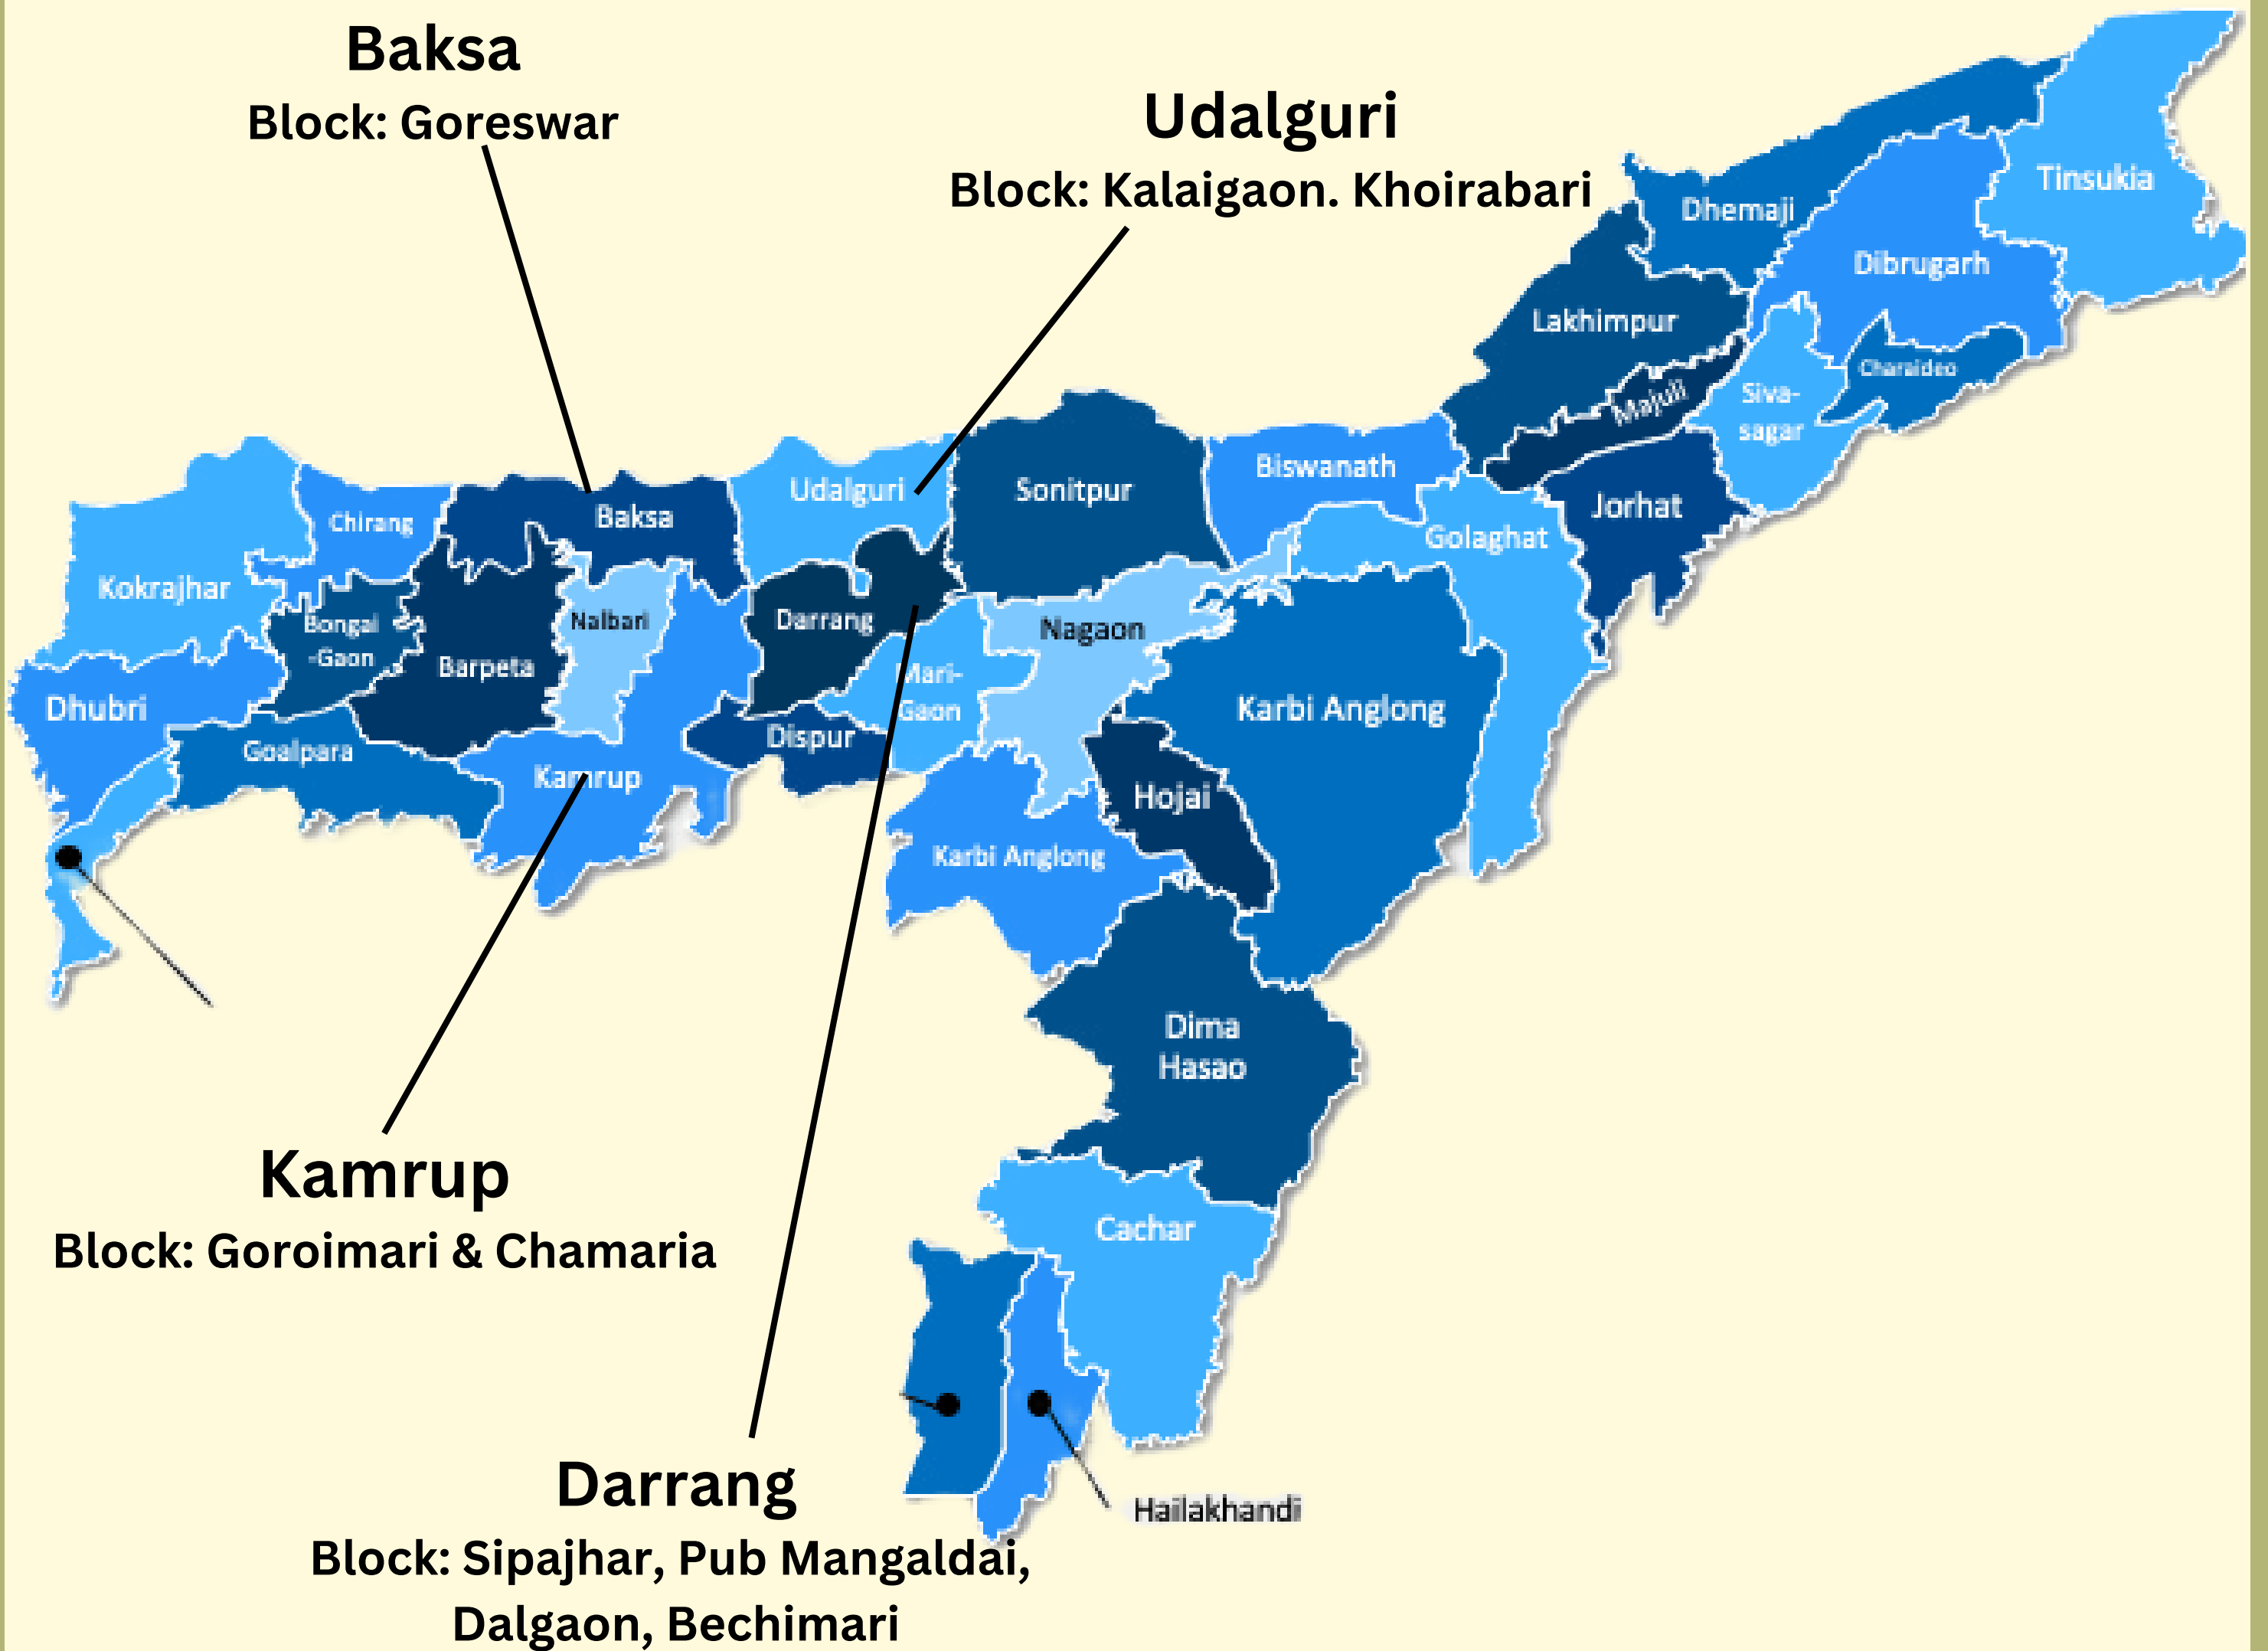 Baksa
Block: Goreswar
Udalguri
Block: Kalaigaon. Khoirabari
Tinsukia
Dhemaji
Dibrugarh
Lakhimpur
Charaideo
Majuli
Siva-
sagar
Biswanath
Udalguri
Sonitpur
Jorhat
Baksa
Chirang
Golaghat
Kokrajhar
Nalbari
Darrang
Bongai
-Gaon
Nagaon
Barpeta
Mari-
Gaon
Dhubri
Karbi Anglong
Dispur
Goalpara
Kamrup
Hojai
Karbi Anglong
Dima
Hasao
Kamrup
Block: Goroimari & Chamaria
Cachar
Darrang
Block: Sipajhar, Pub Mangaldai,
Dalgaon, Bechimari
Hailakhandi